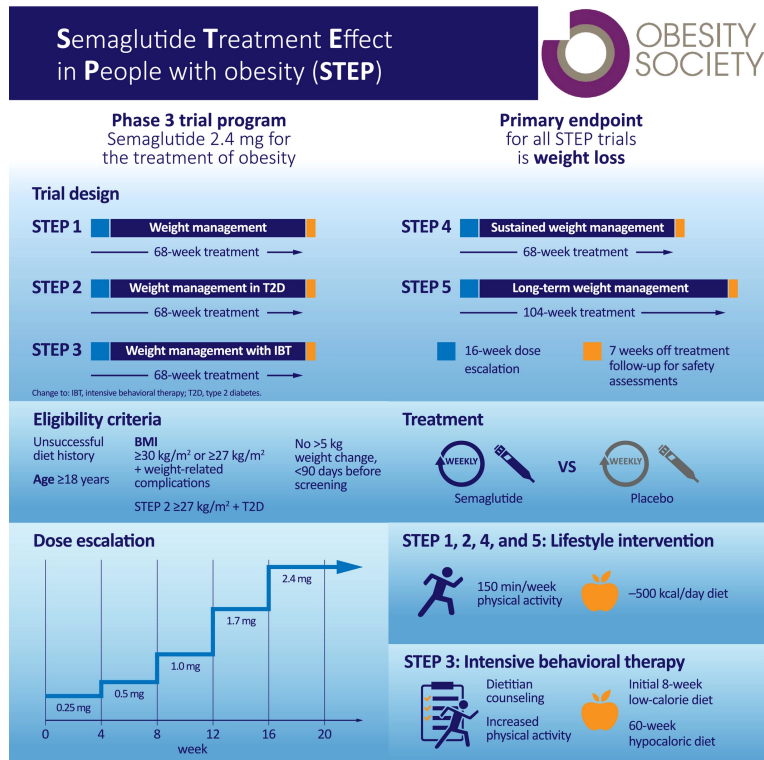 Semaglutide Treatment Effect
in People with obesity (STEP)
OBESITY
SOCIETY
Phase 3 trial program
Semaglutide 2.4 mg for
the treatment of obesity
Primary endpoint
for all STEP trials
is weight loss
Trial design
STEP 1
Weight management
68-week treatment
STEP 2
Weight management in T2D
68-week treatment
STEP 3
Weight management with IBT
68-week treatment
Change to: IBT, intensive behavioral therapy; T2D, type 2 diabetes.
STEP 4
Sustained weight management
68-week treatment
STEP 5
Long-term weight management
104-week treatment
16-week dose
escalation
7 weeks off treatment
follow-up for safety
assessments
Eligibility criteria
Unsuccessful
diet history
Age ≥18 years
BMI
≥30 kg/m² or ≥27 kg/m²
+ weight-related
complications
STEP 2 ≥27 kg/m² + T2D
No >5 kg
weight change,
<90 days before
screening
Treatment
WEEKLY
Semaglutide
VS
WEEKLY
Placebo
Dose escalation
0.25 mg
0.5 mg
1.0 mg
1.7 mg
2.4 mg
0 4 8 12 16 20
week
STEP 1, 2, 4, and 5: Lifestyle intervention
150 min/week
physical activity
–500 kcal/day diet
STEP 3: Intensive behavioral therapy
Dietitian
counseling
Increased
physical activity
Initial 8-week
low-calorie diet
60-week
hypocaloric diet